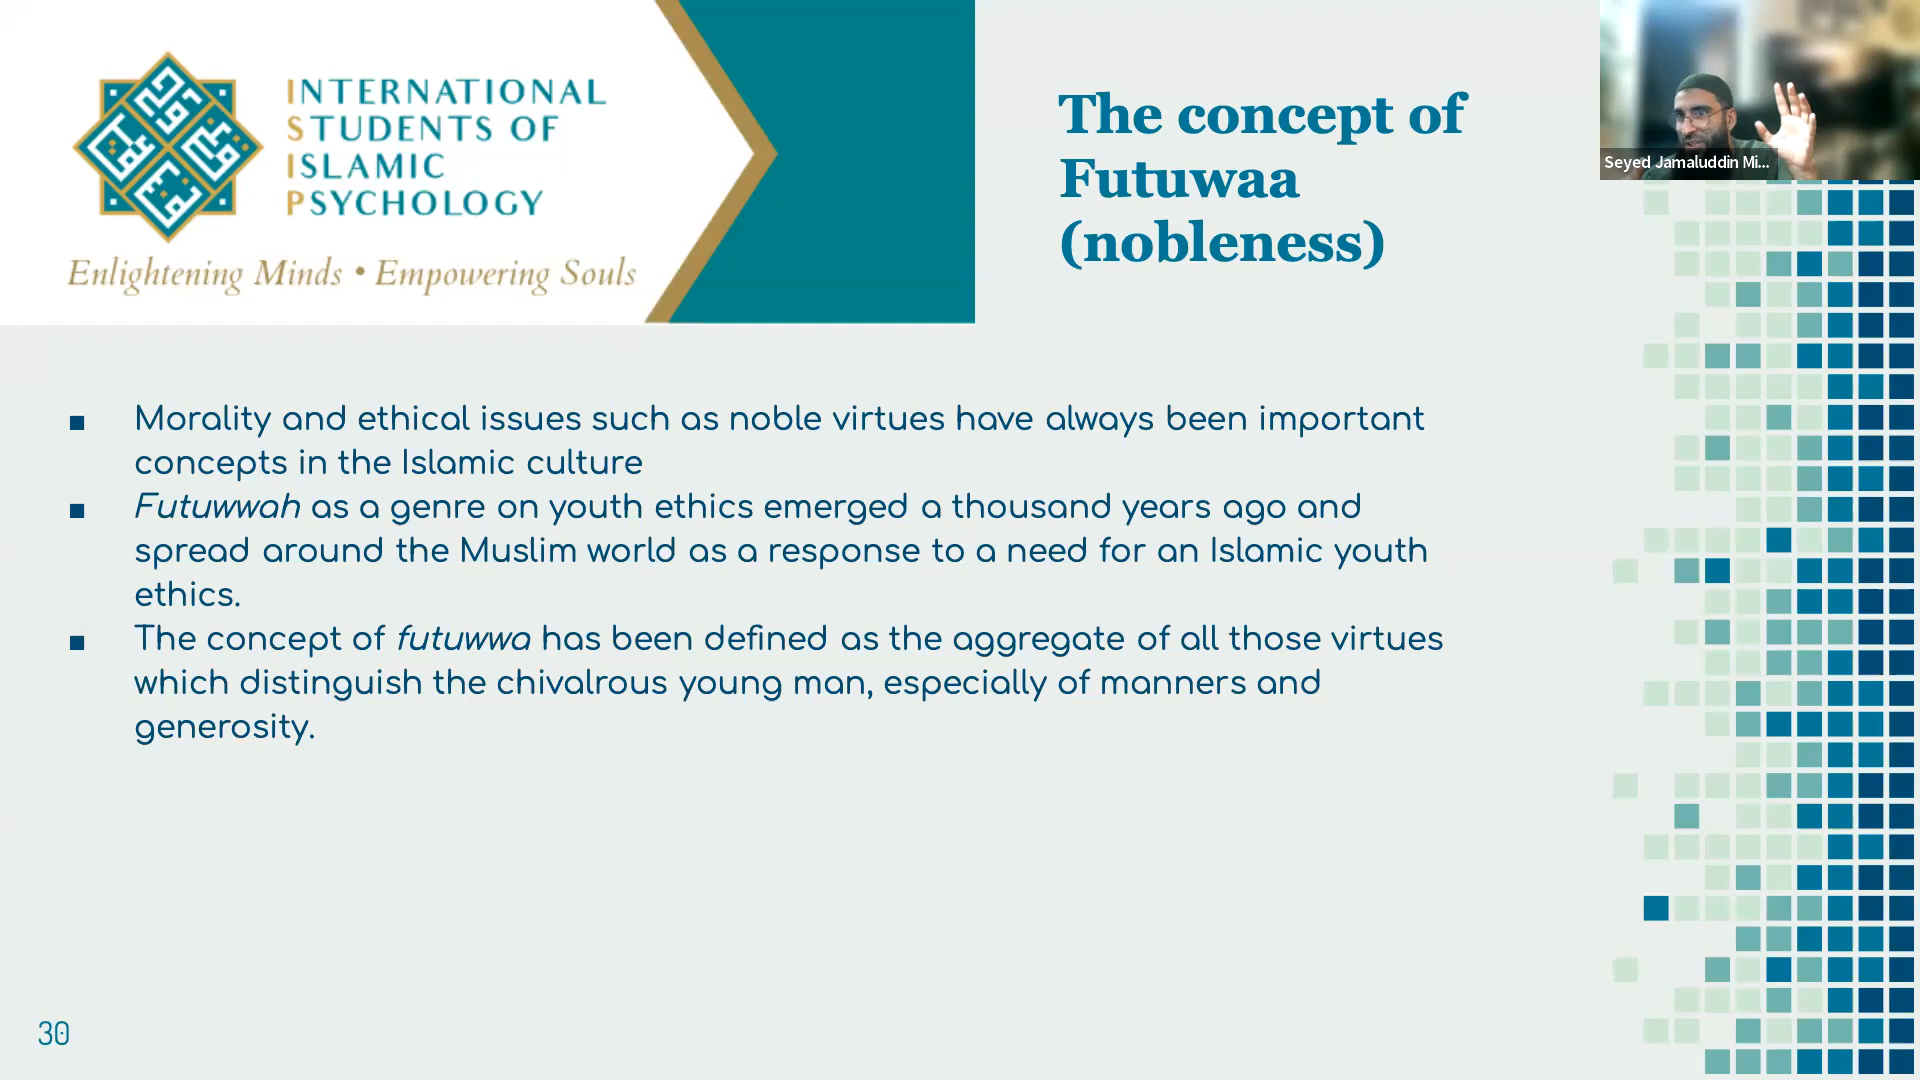 INTERNATIONAL
STUDENTS OF
ISLAMIC
PSYCHOLOGY
Enlightening Minds • Empowering Souls
The concept of
Futuwaa
(nobleness)
Seyed Jamaluddin Mi...
■ Morality and ethical issues such as noble virtues have always been important
concepts in the Islamic culture
■ Futuwwah as a genre on youth ethics emerged a thousand years ago and
spread around the Muslim world as a response to a need for an Islamic youth
ethics.
■ The concept of futuwwa has been defined as the aggregate of all those virtues
which distinguish the chivalrous young man, especially of manners and
generosity.
30